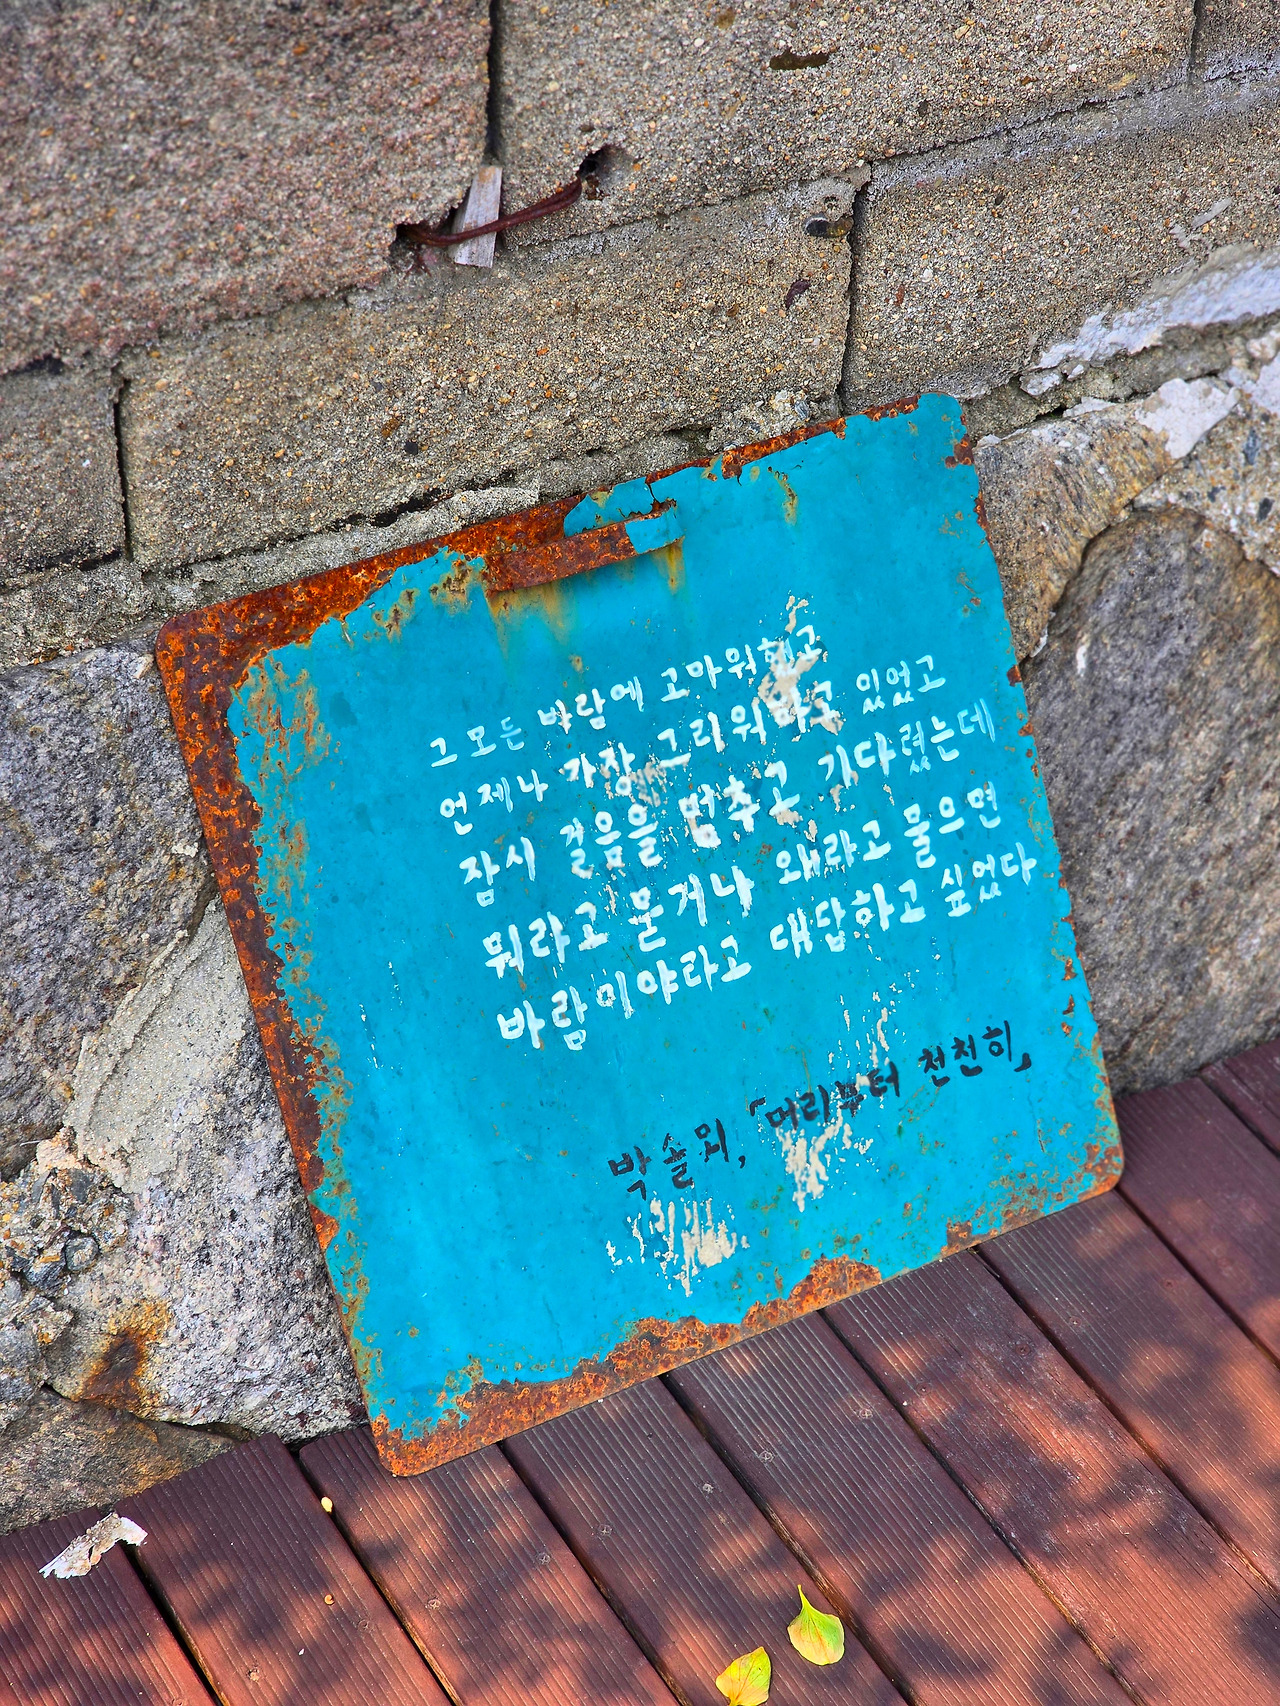 그 모든 바람에 고마워했고
언제나 가장 그리워하고 있었고
잠시 걸음을 멈추고 기다렸는데
뭐라고 묻거나 왜라고 물으면
바람이야라고 대답하고 싶었다
박솔뫼, 「머리부터 천천히」